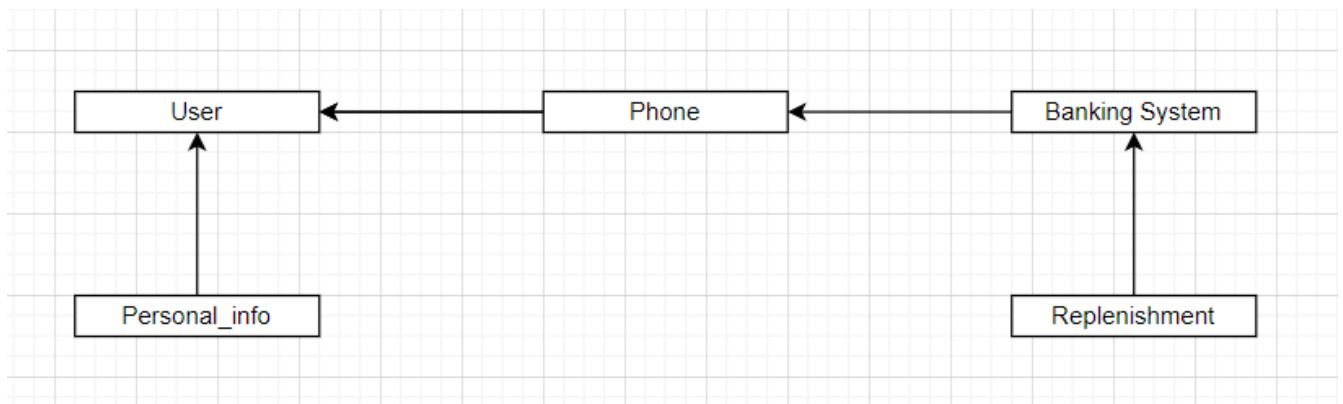 User
Phone
Banking System
Personal_info
Replenishment